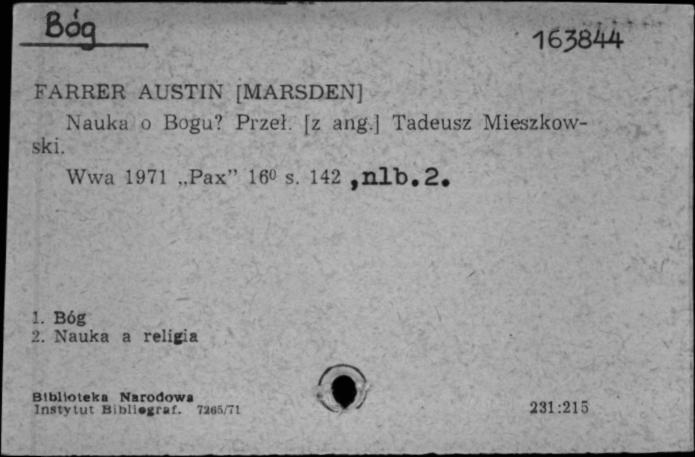 Bóg
163844
FARRER AUSTIN [MARSDEN]
Nauka o Bogu? Przeł. [z ang.] Tadeusz Mieszkow-
ski.
Wwa 1971 „Pax” 16⁰ s. 142 ,nlb.2.
1. Bóg
2. Nauka a religia
Biblioteka Narodowa
Instytut Bibliograf. 7265/71
231:215